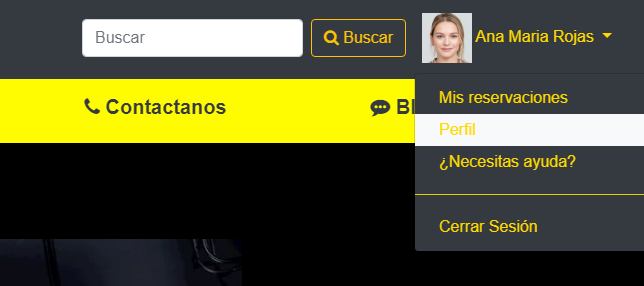 Buscar
Buscar
Ana Maria Rojas
Contactanos
Mis reservaciones
Perfil
¿Necesitas ayuda?
Cerrar Sesión